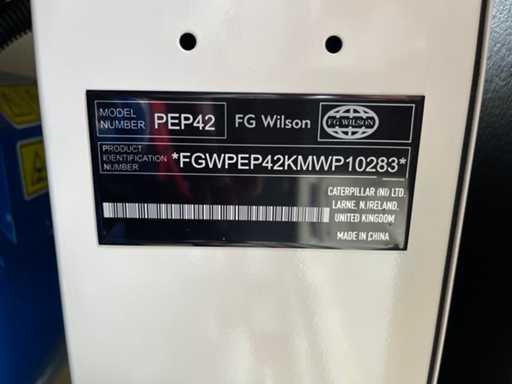 MODEL
NUMBER
PEP42
FG Wilson
FG WILSON
PRODUCT
IDENTIFICATION
NUMBER
*FGWPEP42KMWP10283*
CATERPILLAR (NI) LTD.
LARNE, N.IRELAND,
UNITED KINGDOM
MADE IN CHINA